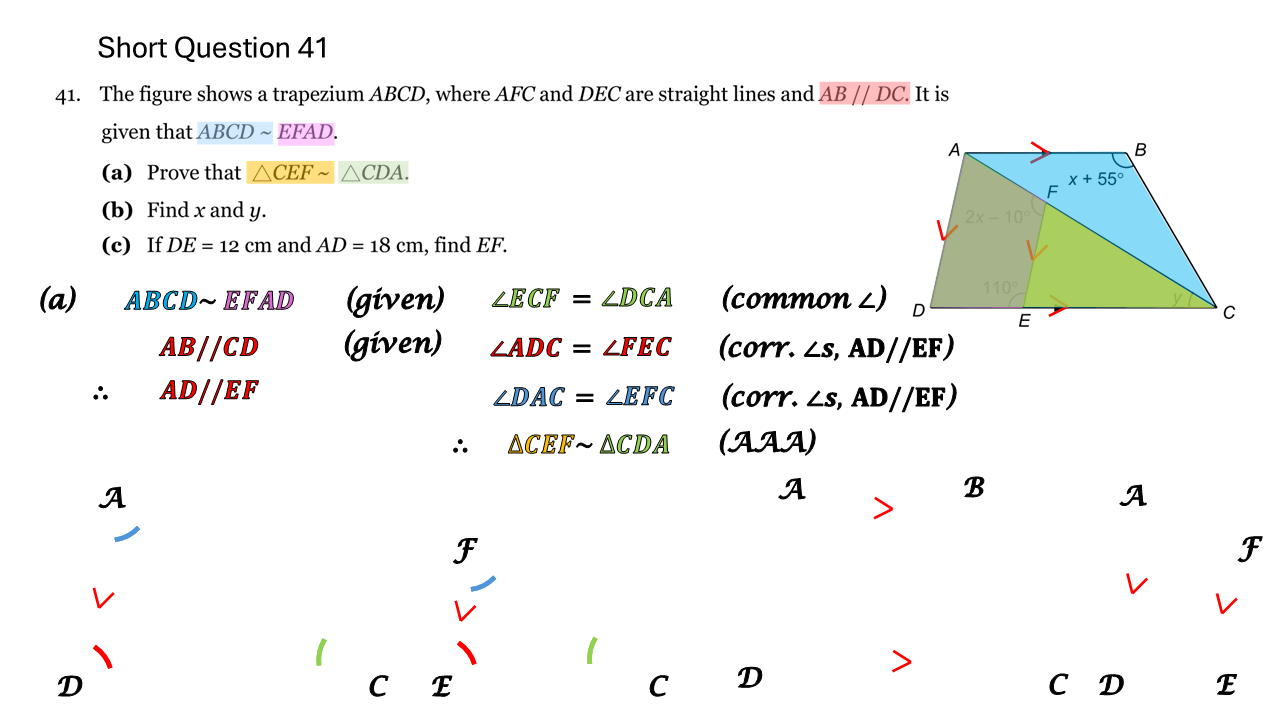 Short Question 41
41. The figure shows a trapezium ABCD, where AFC and DEC are straight lines and AB // DC. It is
given that ABCD ~ EFAD.
(a) Prove that △CEF ~ △CDA.
(b) Find x and y.
(c) If DE = 12 cm and AD = 18 cm, find EF.
A
B
x + 55°
F
2x − 10°
110°
y
D
E
C
(a) ABCD~ EFAD (given) ∠ECF = ∠DCA (common ∠)
AB//CD (given) ∠ADC = ∠FEC (corr. ∠s, AD//EF)
∴ AD//EF ∠DAC = ∠EFC (corr. ∠s, AD//EF)
∴ ΔCEF~ ΔCDA (AAA)
A
F
D
C
E
C
A
B
D
C
A
F
D
E